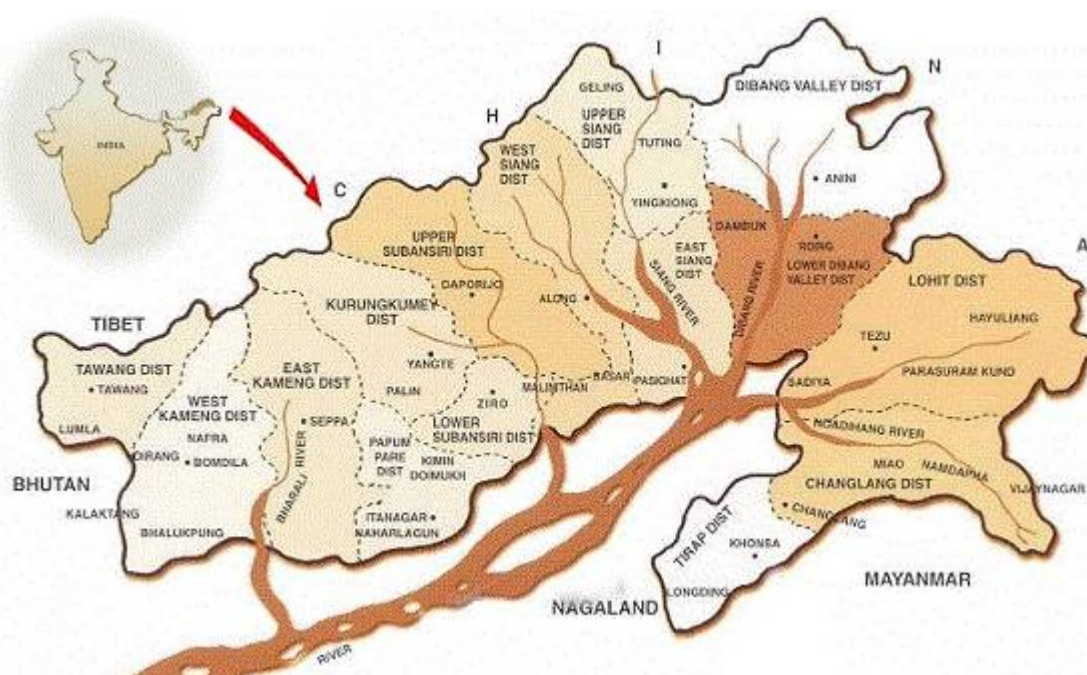 INDIA
C
H
I
N
A
TIBET
BHUTAN
NAGALAND
MAYANMAR
GELING
UPPER
SIANG
DIST
TUTING
YINGKIONG
DIBANG VALLEY DIST
ANINI
WEST
SIANG
DIST
EAST
SIANG
DIST
SIANG RIVER
DAMBUK
ROING
LOWER DIBANG
VALLEY DIST
DIBANG RIVER
LOHIT DIST
HAYULIANG
TEZU
PARASURAM KUND
SADIYA
UPPER
SUBANSIRI DIST
DAPORIJO
ALONG
BASAR
PASIGHAT
MALINITHAN
KURUNGKUMEY
DIST
YANGTE
PALIN
ZIRO
LOWER
SUBANSIRI DIST
TAWANG DIST
TAWANG
LUMLA
WEST
KAMENG DIST
NAFRA
DIRANG
BOMDILA
KALAKTANG
BHALUKPUNG
EAST
KAMENG DIST
SEPPA
BHARALI RIVER
PAPUM
PARE
DIST
KIMIN
DOIMUKH
ITANAGAR
NAHARLAGUN
NOADIHANG RIVER
MIAO
NAMDAPHA
CHANGLANG DIST
VIJAYNAGAR
CHANGLANG
TIRAP DIST
KHONSA
LONGDING
RIVER